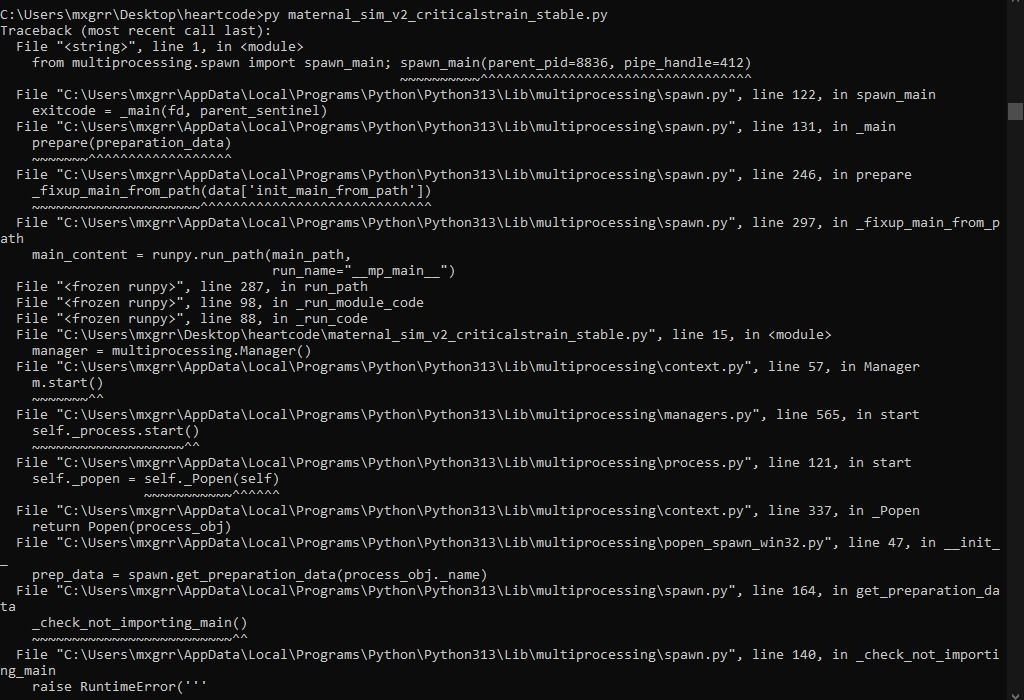 C:\Users\mxgrr\Desktop\heartcode>py maternal_sim_v2_criticalstrain_stable.py
Traceback (most recent call last):
  File "<string>", line 1, in <module>
    from multiprocessing.spawn import spawn_main; spawn_main(parent_pid=8836, pipe_handle=412)
                                                  ~~~~~~~~~~^^^^^^^^^^^^^^^^^^^^^^^^^^^^^^^^^^
  File "C:\Users\mxgrr\AppData\Local\Programs\Python\Python313\Lib\multiprocessing\spawn.py", line 122, in spawn_main
    exitcode = _main(fd, parent_sentinel)
  File "C:\Users\mxgrr\AppData\Local\Programs\Python\Python313\Lib\multiprocessing\spawn.py", line 131, in _main
    prepare(preparation_data)
    ~~~~~~~^^^^^^^^^^^^^^^^^^
  File "C:\Users\mxgrr\AppData\Local\Programs\Python\Python313\Lib\multiprocessing\spawn.py", line 246, in prepare
    _fixup_main_from_path(data['init_main_from_path'])
    ~~~~~~~~~~~~~~~~~~~~~^^^^^^^^^^^^^^^^^^^^^^^^^^^^^
  File "C:\Users\mxgrr\AppData\Local\Programs\Python\Python313\Lib\multiprocessing\spawn.py", line 297, in _fixup_main_from_p
ath
    main_content = runpy.run_path(main_path,
                                  run_name="__mp_main__")
  File "<frozen runpy>", line 287, in run_path
  File "<frozen runpy>", line 98, in _run_module_code
  File "<frozen runpy>", line 88, in _run_code
  File "C:\Users\mxgrr\Desktop\heartcode\maternal_sim_v2_criticalstrain_stable.py", line 15, in <module>
    manager = multiprocessing.Manager()
  File "C:\Users\mxgrr\AppData\Local\Programs\Python\Python313\Lib\multiprocessing\context.py", line 57, in Manager
    m.start()
    ~~~~~~~^^
  File "C:\Users\mxgrr\AppData\Local\Programs\Python\Python313\Lib\multiprocessing\managers.py", line 565, in start
    self._process.start()
    ~~~~~~~~~~~~~~~~~~~^^
  File "C:\Users\mxgrr\AppData\Local\Programs\Python\Python313\Lib\multiprocessing\process.py", line 121, in start
    self._popen = self._Popen(self)
                  ~~~~~~~~~~~^^^^^^
  File "C:\Users\mxgrr\AppData\Local\Programs\Python\Python313\Lib\multiprocessing\context.py", line 337, in _Popen
    return Popen(process_obj)
  File "C:\Users\mxgrr\AppData\Local\Programs\Python\Python313\Lib\multiprocessing\popen_spawn_win32.py", line 47, in __init_
_
    prep_data = spawn.get_preparation_data(process_obj._name)
  File "C:\Users\mxgrr\AppData\Local\Programs\Python\Python313\Lib\multiprocessing\spawn.py", line 164, in get_preparation_da
ta
    _check_not_importing_main()
    ~~~~~~~~~~~~~~~~~~~~~~~~~^^
  File "C:\Users\mxgrr\AppData\Local\Programs\Python\Python313\Lib\multiprocessing\spawn.py", line 140, in _check_not_importi
ng_main
    raise RuntimeError('''